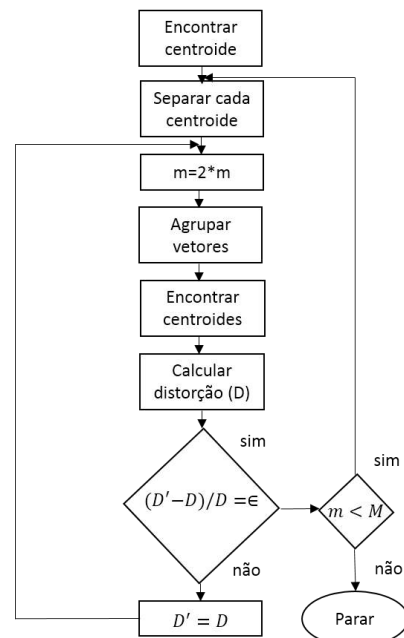 Encontrar
centroide
Separar cada
centroide
m=2*m
Agrupar
vetores
Encontrar
centroides
Calcular
distorção (D)
sim
(D′−D)/D =∈
não
D′ = D
sim
m < M
não
Parar